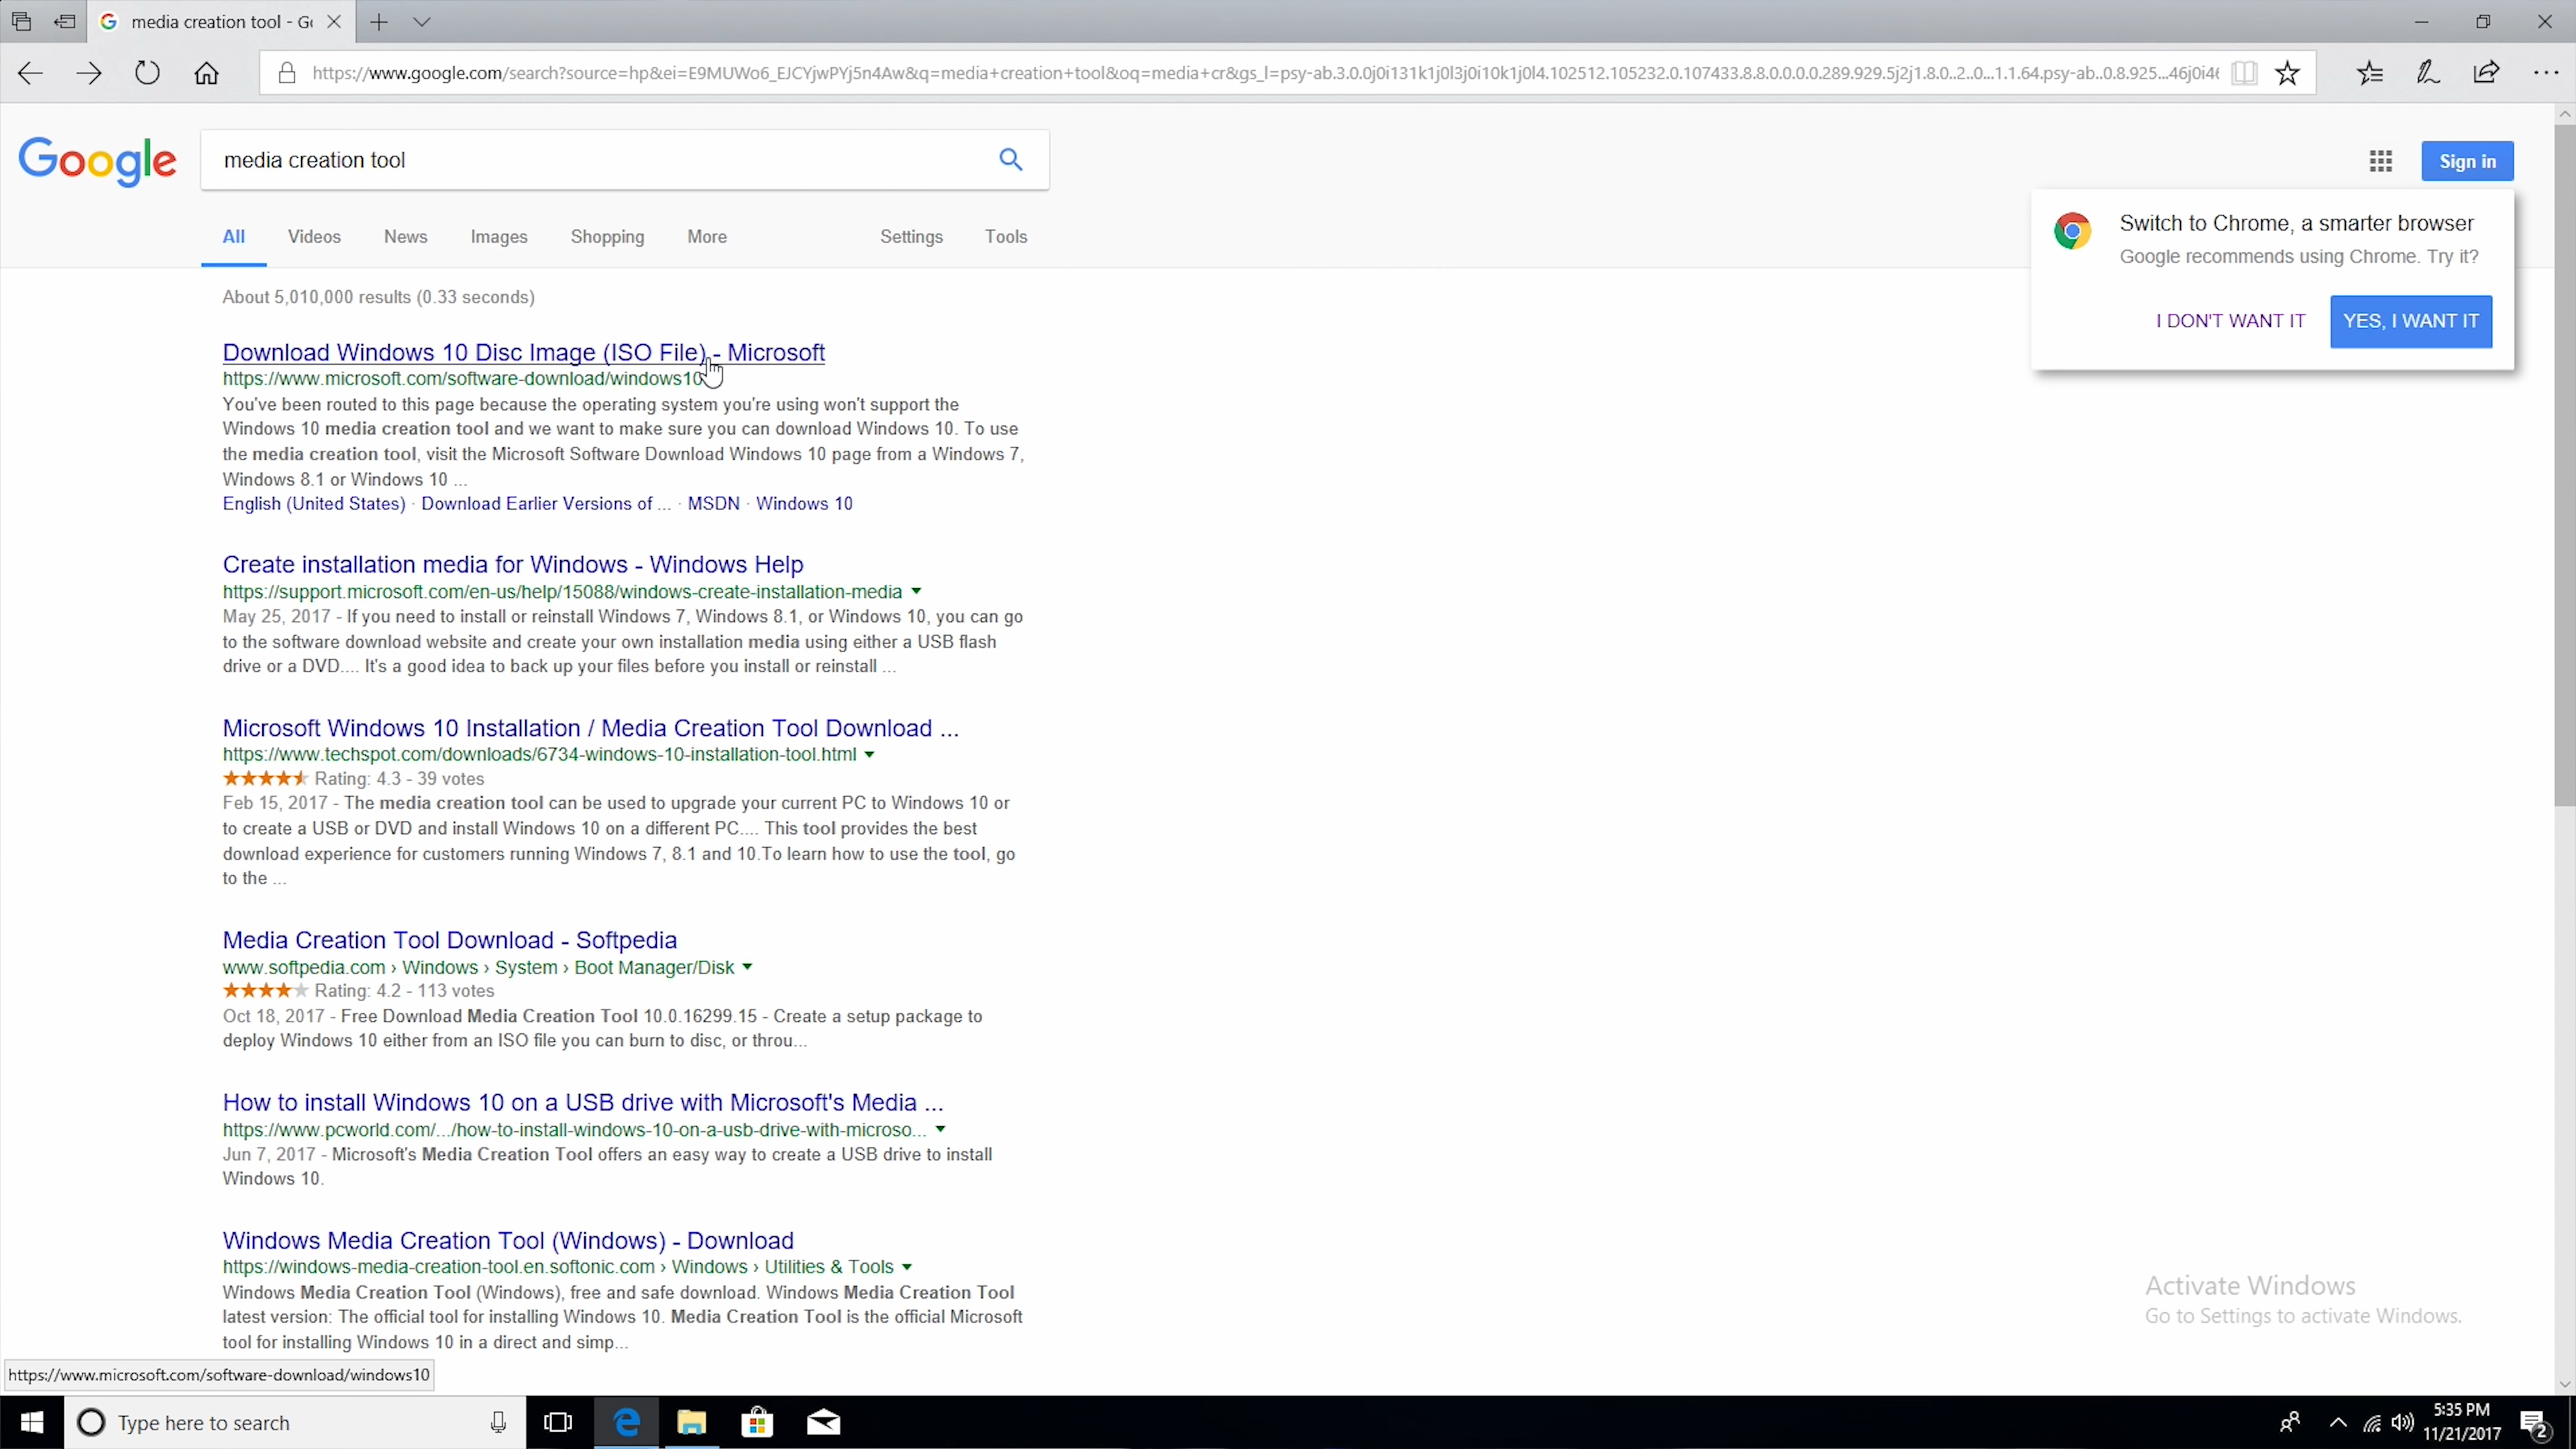 media creation tool - Go
https://www.google.com/search?source=hp&ei=E9MUWo6_EJCYjwPYj5n4Aw&q=media+creation+tool&oq=media+cr&gs_l=psy-ab.3.0.0j0i131k1j0l3j0i10k1j0l4.102512.105232.0.107433.8.8.0.0.0.0.289.929.5j2j1.8.0..2..0...1.1.64.psy-ab..0.8.925...46j0i46
Google
media creation tool
Sign in
All Videos News Images Shopping More Settings Tools
Switch to Chrome, a smarter browser
Google recommends using Chrome. Try it?
I DON'T WANT IT YES, I WANT IT
About 5,010,000 results (0.33 seconds)
Download Windows 10 Disc Image (ISO File) - Microsoft
https://www.microsoft.com/software-download/windows10
You've been routed to this page because the operating system you're using won't support the
Windows 10 media creation tool and we want to make sure you can download Windows 10. To use
the media creation tool, visit the Microsoft Software Download Windows 10 page from a Windows 7,
Windows 8.1 or Windows 10 ...
English (United States) · Download Earlier Versions of ... · MSDN · Windows 10
Create installation media for Windows - Windows Help
https://support.microsoft.com/en-us/help/15088/windows-create-installation-media
May 25, 2017 - If you need to install or reinstall Windows 7, Windows 8.1, or Windows 10, you can go
to the software download website and create your own installation media using either a USB flash
drive or a DVD.... It's a good idea to back up your files before you install or reinstall ...
Microsoft Windows 10 Installation / Media Creation Tool Download ...
https://www.techspot.com/downloads/6734-windows-10-installation-tool.html
Rating: 4.3 - 39 votes
Feb 15, 2017 - The media creation tool can be used to upgrade your current PC to Windows 10 or
to create a USB or DVD and install Windows 10 on a different PC.... This tool provides the best
download experience for customers running Windows 7, 8.1 and 10.To learn how to use the tool, go
to the ...
Media Creation Tool Download - Softpedia
www.softpedia.com › Windows › System › Boot Manager/Disk
Rating: 4.2 - 113 votes
Oct 18, 2017 - Free Download Media Creation Tool 10.0.16299.15 - Create a setup package to
deploy Windows 10 either from an ISO file you can burn to disc, or throu...
How to install Windows 10 on a USB drive with Microsoft's Media ...
https://www.pcworld.com/.../how-to-install-windows-10-on-a-usb-drive-with-microso...
Jun 7, 2017 - Microsoft's Media Creation Tool offers an easy way to create a USB drive to install
Windows 10.
Windows Media Creation Tool (Windows) - Download
https://windows-media-creation-tool.en.softonic.com › Windows › Utilities & Tools
Windows Media Creation Tool (Windows), free and safe download. Windows Media Creation Tool
latest version: The official tool for installing Windows 10. Media Creation Tool is the official Microsoft
tool for installing Windows 10 in a direct and simp...
Activate Windows
Go to Settings to activate Windows.
https://www.microsoft.com/software-download/windows10
Type here to search
5:35 PM
11/21/2017
2